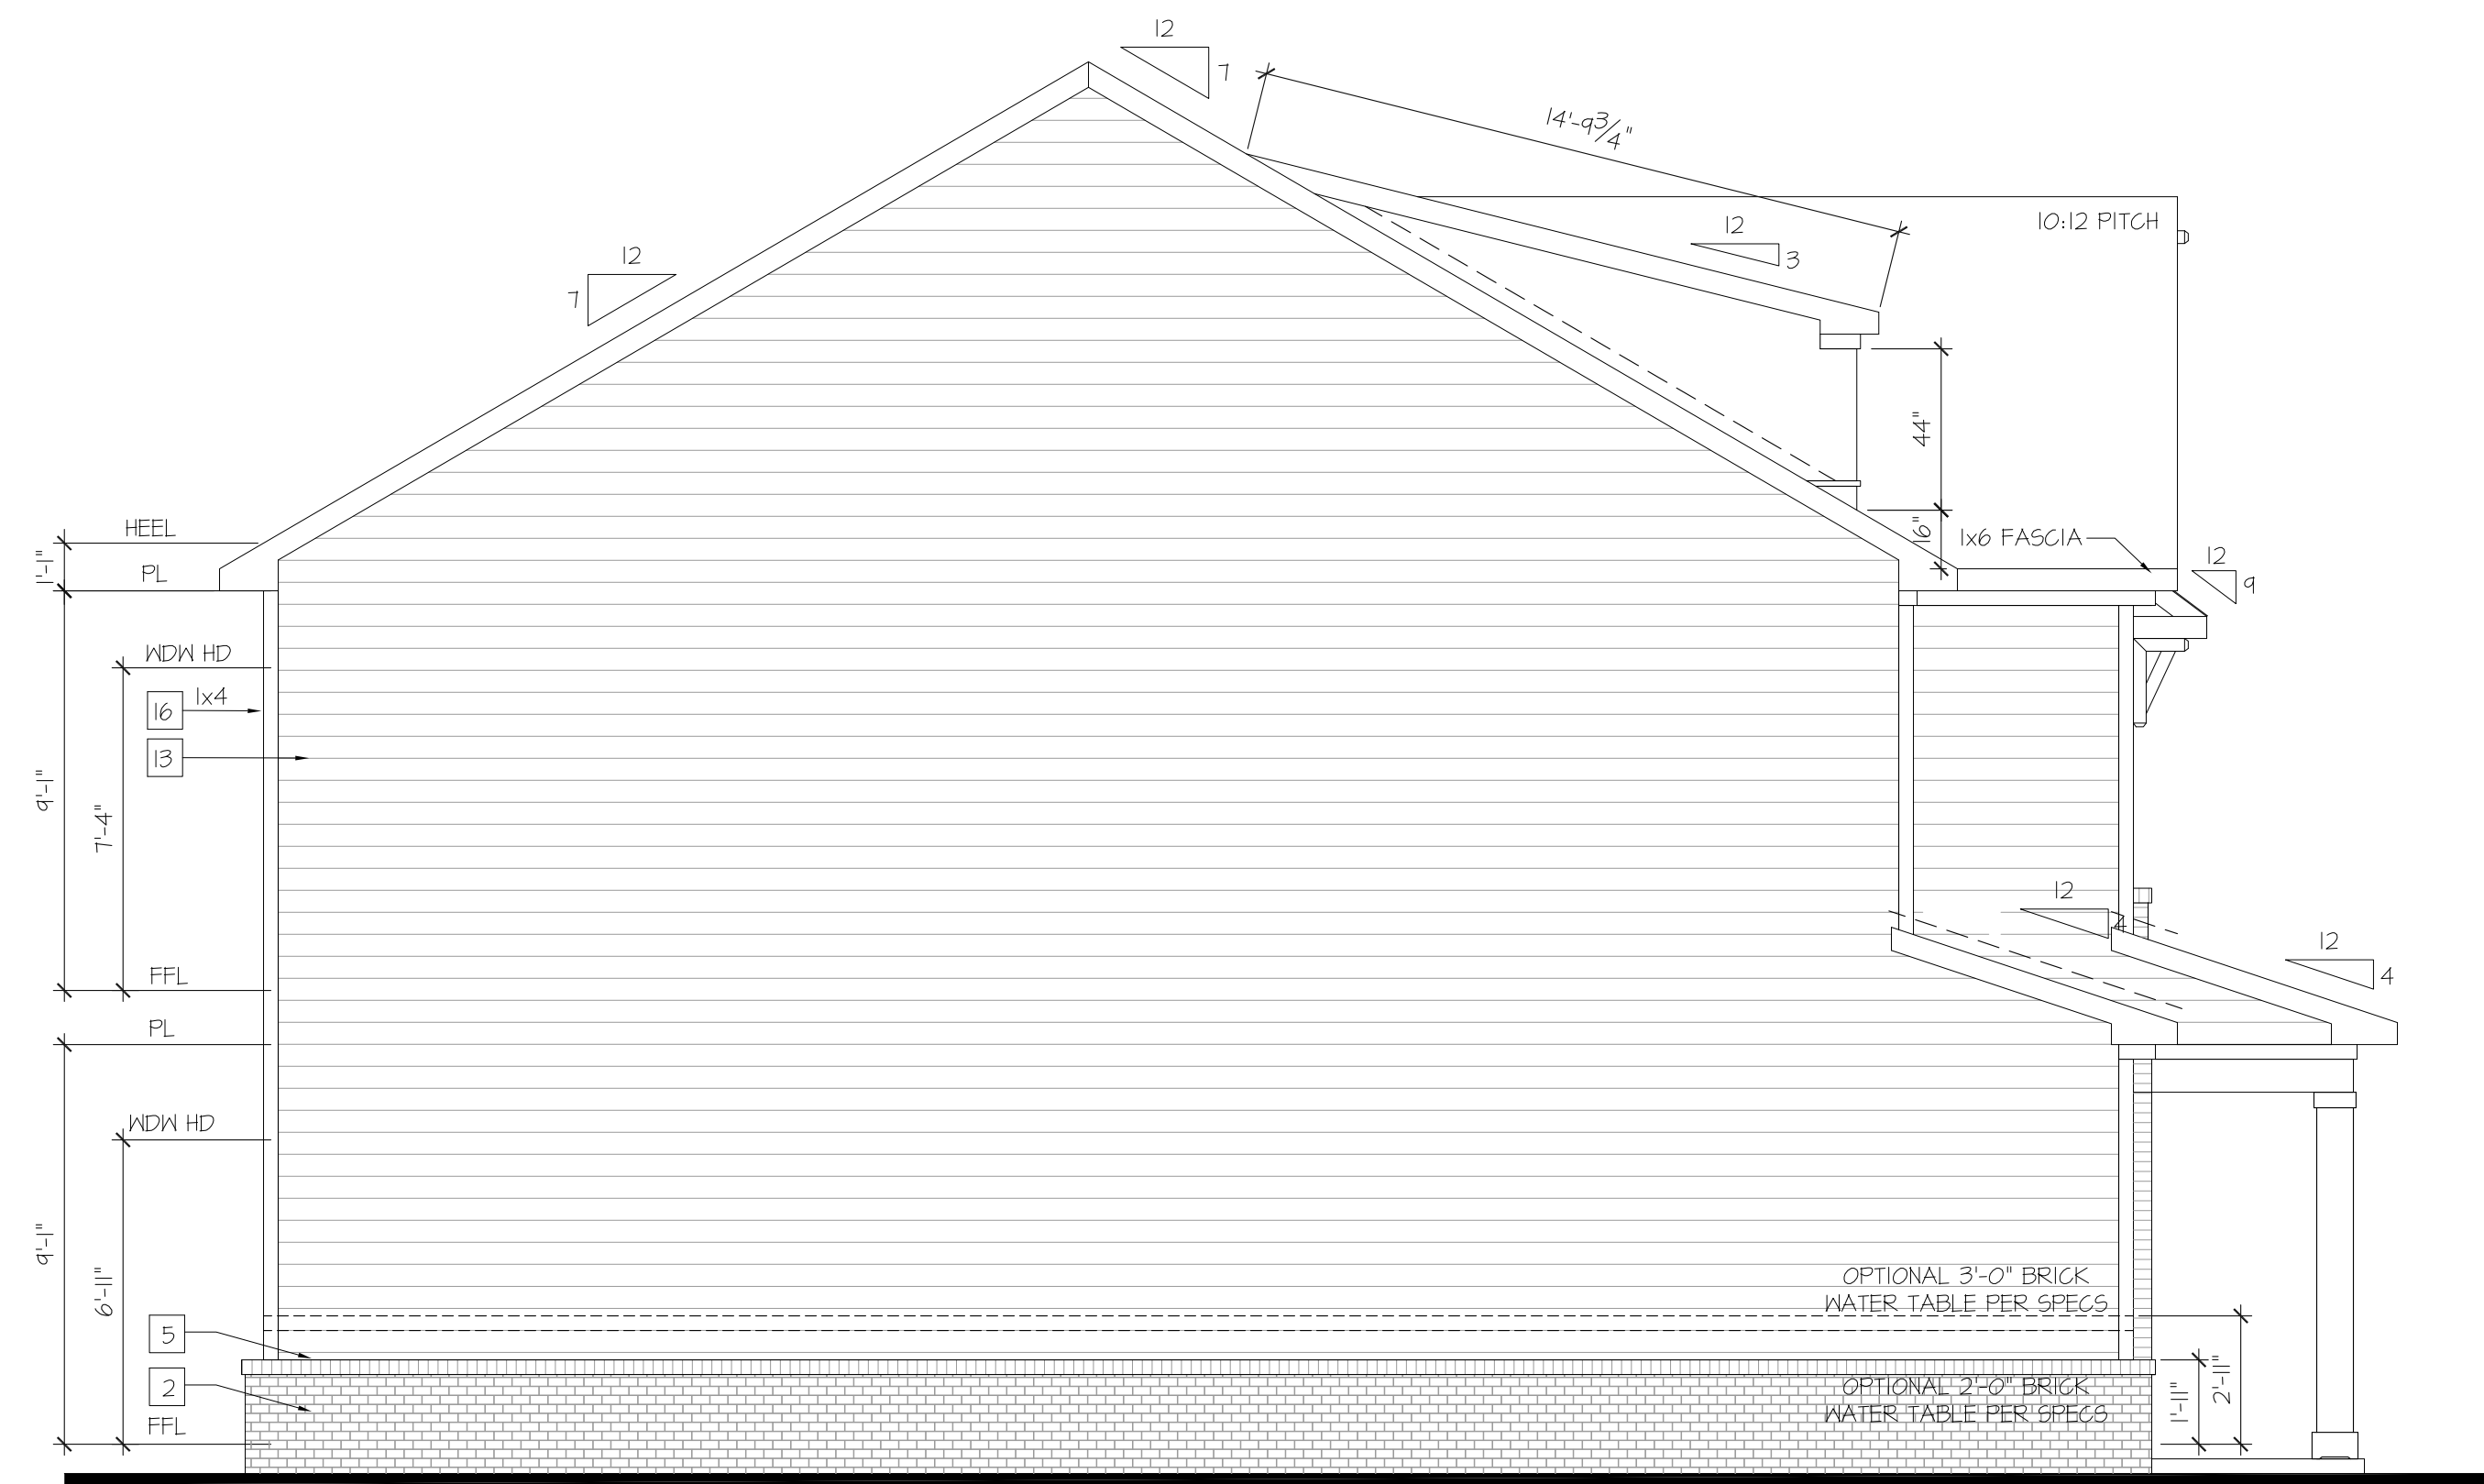 12
7
14'-9 3/4"
12
3
10:12 PITCH
12
7
44"
16"
1x6 FASCIA
12
9
HEEL
1'-1"
PL
WDW HD
16
1x4
13
9'-1"
7'-4"
12
4
12
4
FFL
PL
WDW HD
9'-1"
6'-11"
OPTIONAL 3'-0" BRICK
WATER TABLE PER SPECS
5
2
OPTIONAL 2'-0" BRICK
WATER TABLE PER SPECS
1'-11"
2'-11"
FFL